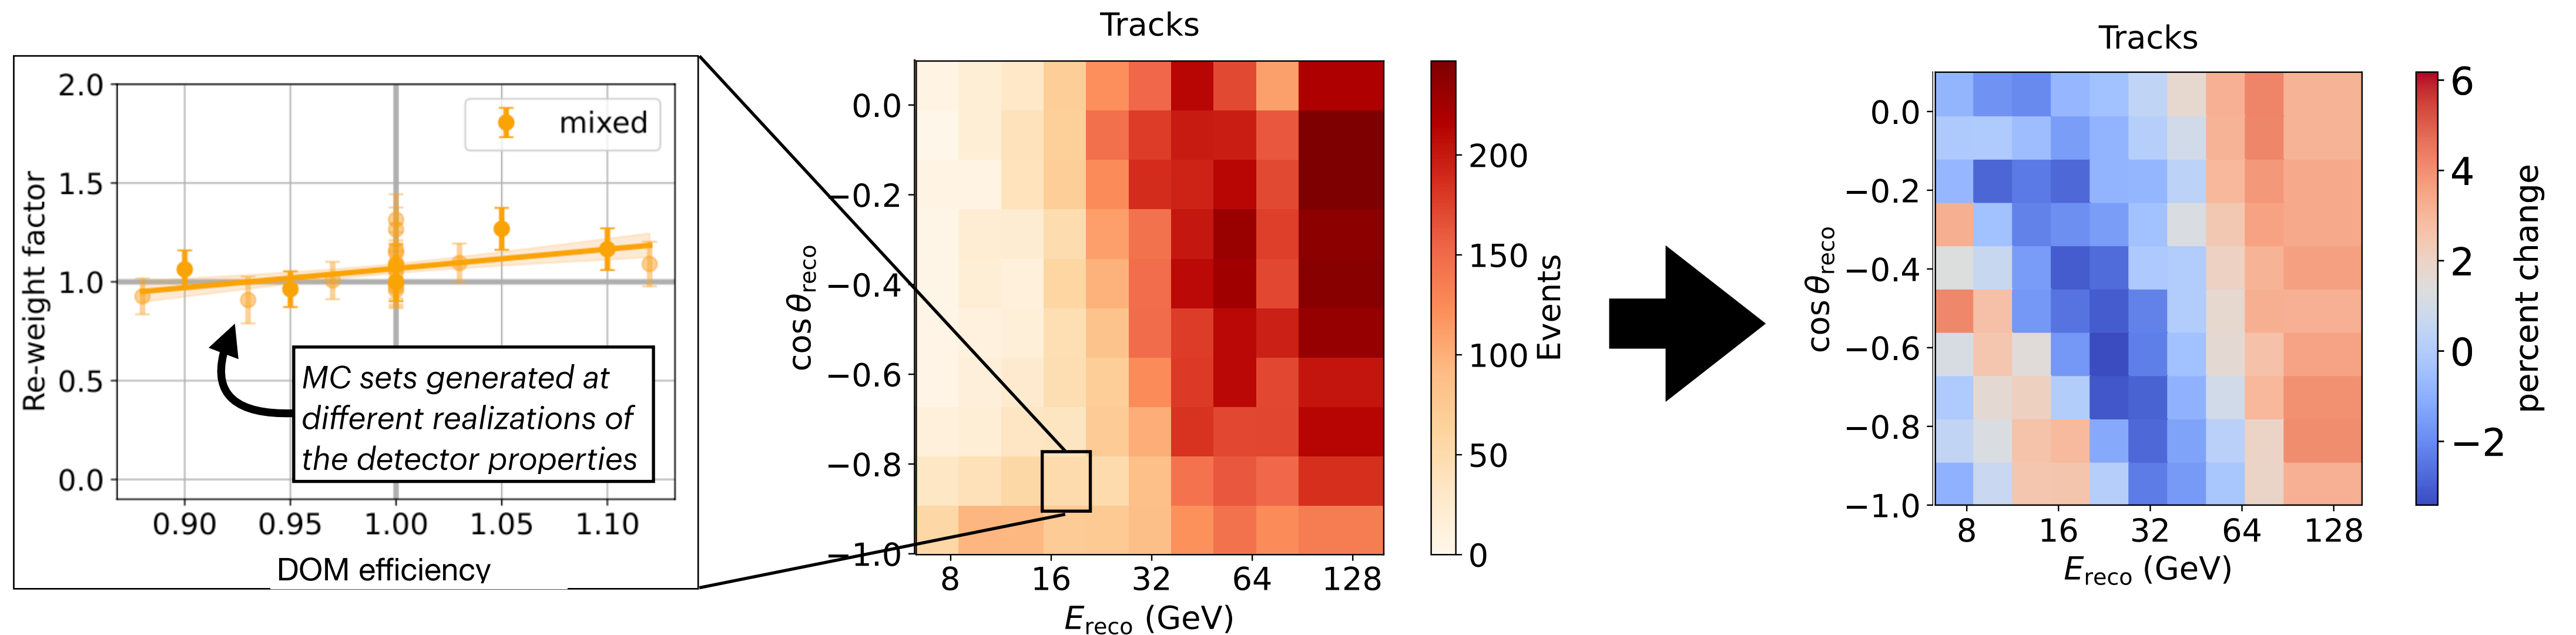 2.0
1.5
1.0
0.5
0.0
Re-weight factor
mixed
MC sets generated at
different realizations of
the detector properties
0.90 0.95 1.00 1.05 1.10
DOM efficiency
Tracks
0.0
−0.2
−0.4
−0.6
−0.8
−1.0
cos θreco
8 16 32 64 128
Ereco (GeV)
200
150
100
50
0
Events
Tracks
0.0
−0.2
−0.4
−0.6
−0.8
−1.0
cos θreco
8 16 32 64 128
Ereco (GeV)
6
4
2
0
−2
percent change